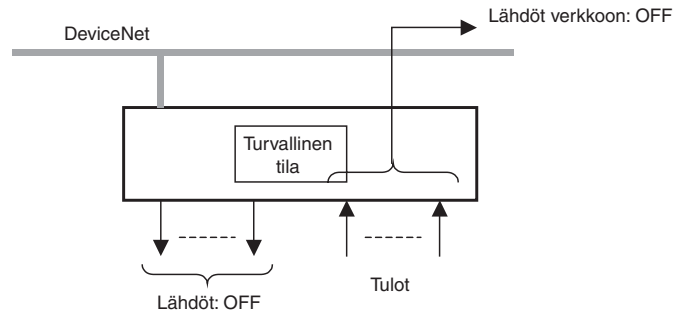 Lähdöt verkkoon: OFF
DeviceNet
Turvallinen
tila
Tulot
Lähdöt: OFF